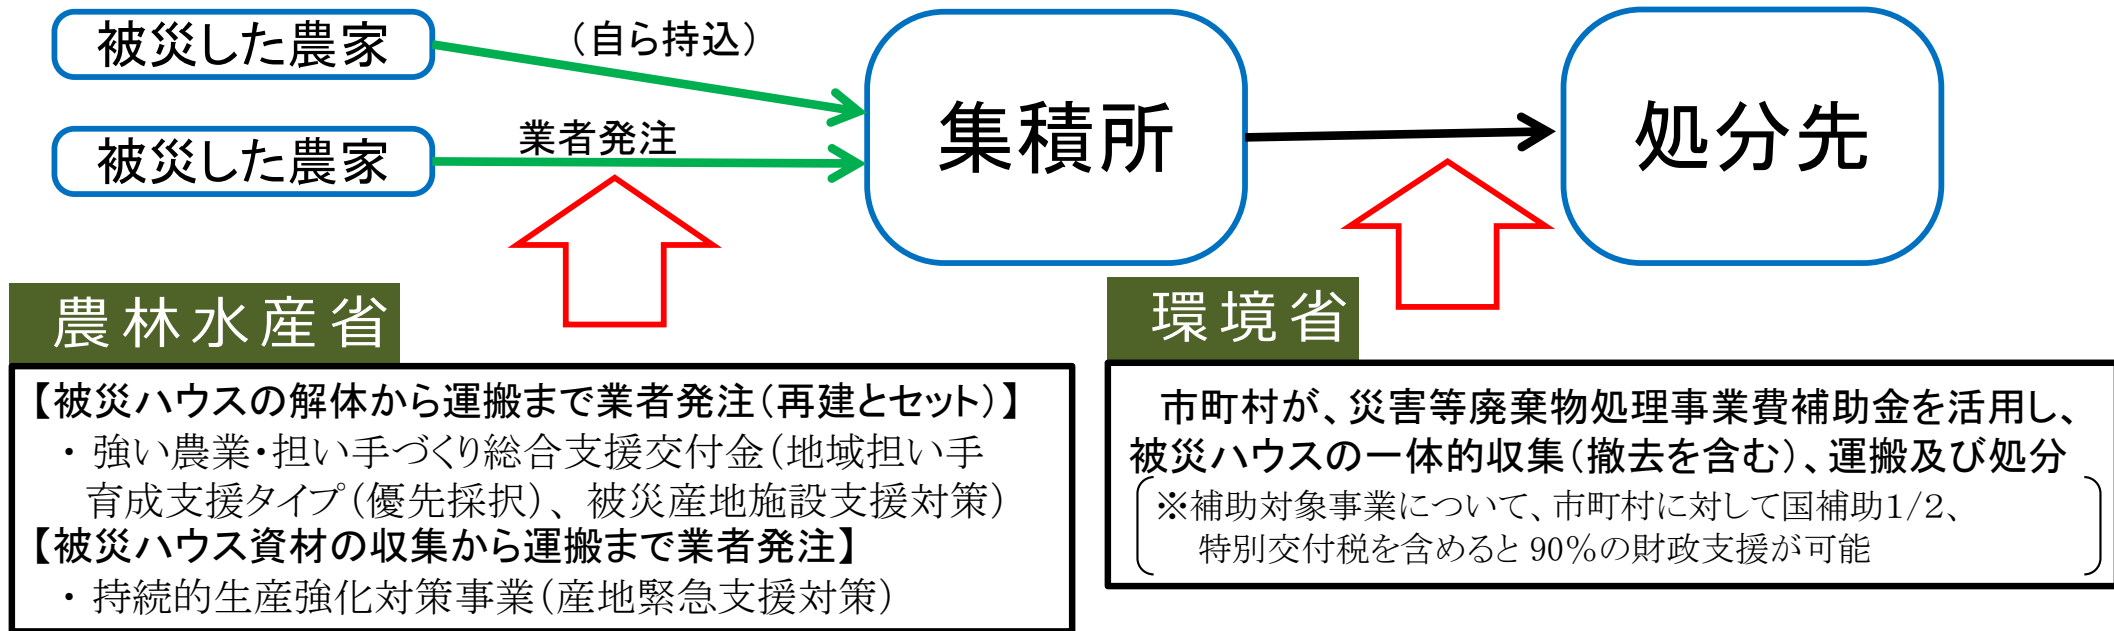 被災した農家
（自ら持込）
被災した農家
業者発注
集積所
処分先
農林水産省
【被災ハウスの解体から運搬まで業者発注（再建とセット）】
・ 強い農業・担い手づくり総合支援交付金（地域担い手
育成支援タイプ（優先採択）、被災産地施設支援対策）
【被災ハウス資材の収集から運搬まで業者発注】
・ 持続的生産強化対策事業（産地緊急支援対策）
環境省
市町村が、災害等廃棄物処理事業費補助金を活用し、
被災ハウスの一体的収集（撤去を含む）、運搬及び処分
※補助対象事業について、市町村に対して国補助1/2、
特別交付税を含めると90％の財政支援が可能